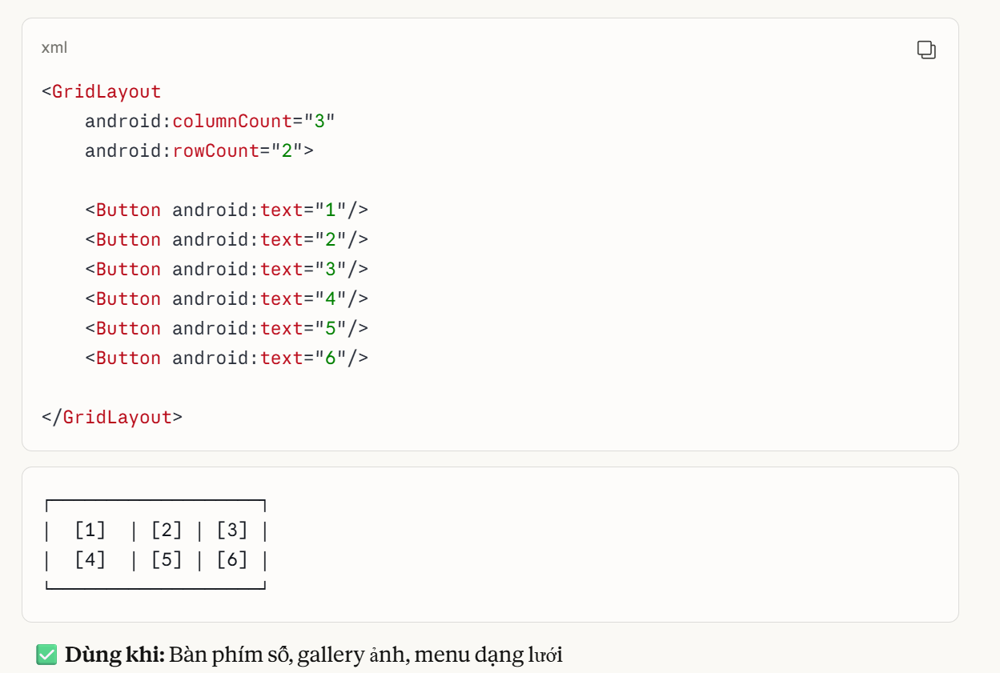 xml
<GridLayout
    android:columnCount="3"
    android:rowCount="2">

    <Button android:text="1"/>
    <Button android:text="2"/>
    <Button android:text="3"/>
    <Button android:text="4"/>
    <Button android:text="5"/>
    <Button android:text="6"/>

</GridLayout>
|  [1]  | [2] | [3] |
|  [4]  | [5] | [6] |
✅ Dùng khi: Bàn phím số, gallery ảnh, menu dạng lưới